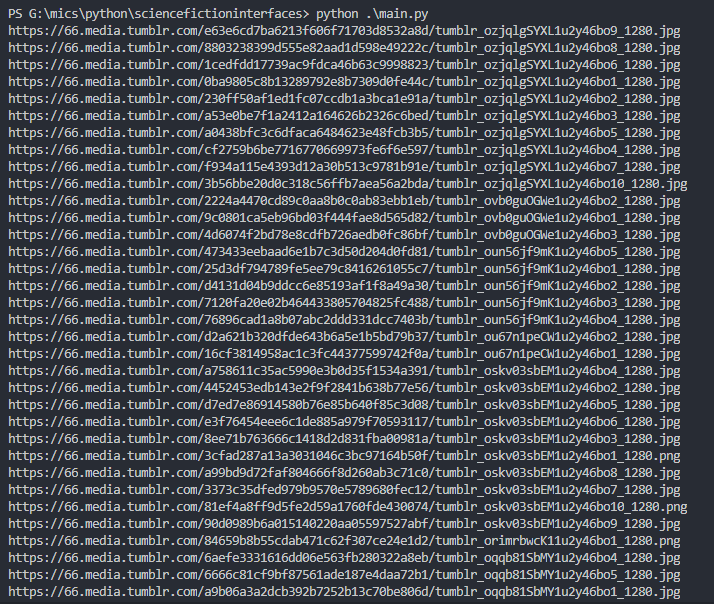 PS G:\mics\python\sciencefictioninterfaces> python .\main.py
https://66.media.tumblr.com/e63e6cd7ba6213f606f71703d8532a8d/tumblr_ozjqlgSYXL1u2y46bo9_1280.jpg
https://66.media.tumblr.com/8803238399d555e82aad1d598e49222c/tumblr_ozjqlgSYXL1u2y46bo8_1280.jpg
https://66.media.tumblr.com/1cedfdd17739ac9fdca46b63c9998823/tumblr_ozjqlgSYXL1u2y46bo6_1280.jpg
https://66.media.tumblr.com/0ba9805c8b13289792e8b7309d0fe44c/tumblr_ozjqlgSYXL1u2y46bo1_1280.jpg
https://66.media.tumblr.com/230ff50af1ed1fc07ccdb1a3bca1e91a/tumblr_ozjqlgSYXL1u2y46bo2_1280.jpg
https://66.media.tumblr.com/a53e0be7f1a2412a164626b2326c6bed/tumblr_ozjqlgSYXL1u2y46bo3_1280.jpg
https://66.media.tumblr.com/a0438bfc3c6dfaca6484623e48fcb3b5/tumblr_ozjqlgSYXL1u2y46bo5_1280.jpg
https://66.media.tumblr.com/cf2759b6be7716770669973fe6f6e597/tumblr_ozjqlgSYXL1u2y46bo4_1280.jpg
https://66.media.tumblr.com/f934a115e4393d12a30b513c9781b91e/tumblr_ozjqlgSYXL1u2y46bo7_1280.jpg
https://66.media.tumblr.com/3b56bbe20d0c318c56ffb7aea56a2bda/tumblr_ozjqlgSYXL1u2y46bo10_1280.jpg
https://66.media.tumblr.com/2224a4470cd89c0aa8b0c0ab83ebb1eb/tumblr_ovb0guOGWe1u2y46bo2_1280.jpg
https://66.media.tumblr.com/9c0801ca5eb96bd03f444fae8d565d82/tumblr_ovb0guOGWe1u2y46bo1_1280.jpg
https://66.media.tumblr.com/4d6074f2bd78e8cdfb726aedb0fc86bf/tumblr_ovb0guOGWe1u2y46bo3_1280.jpg
https://66.media.tumblr.com/473433eebaad6e1b7c3d50d204d0fd81/tumblr_oun56jf9mK1u2y46bo5_1280.jpg
https://66.media.tumblr.com/25d3df794789fe5ee79c8416261055c7/tumblr_oun56jf9mK1u2y46bo1_1280.jpg
https://66.media.tumblr.com/d4131d04b9ddcc6e85193af1f8a49a30/tumblr_oun56jf9mK1u2y46bo2_1280.jpg
https://66.media.tumblr.com/7120fa20e02b464433805704825fc488/tumblr_oun56jf9mK1u2y46bo3_1280.jpg
https://66.media.tumblr.com/76896cad1a8b07abc2ddd331dcc7403b/tumblr_oun56jf9mK1u2y46bo4_1280.jpg
https://66.media.tumblr.com/d2a621b320dfde643b6a5e1b5bd79b37/tumblr_ou67n1peCW1u2y46bo2_1280.jpg
https://66.media.tumblr.com/16cf3814958ac1c3fc44377599742f0a/tumblr_ou67n1peCW1u2y46bo1_1280.jpg
https://66.media.tumblr.com/a758611c35ac5990e3b0d35f1534a391/tumblr_oskv03sbEM1u2y46bo4_1280.jpg
https://66.media.tumblr.com/4452453edb143e2f9f2841b638b77e56/tumblr_oskv03sbEM1u2y46bo2_1280.jpg
https://66.media.tumblr.com/d7ed7e86914580b76e85b640f85c3d08/tumblr_oskv03sbEM1u2y46bo5_1280.jpg
https://66.media.tumblr.com/e3f76454eee6c1de885a979f70593117/tumblr_oskv03sbEM1u2y46bo6_1280.jpg
https://66.media.tumblr.com/8ee71b763666c1418d2d831fba00981a/tumblr_oskv03sbEM1u2y46bo3_1280.jpg
https://66.media.tumblr.com/3cfad287a13a3031046c3bc97164b50f/tumblr_oskv03sbEM1u2y46bo1_1280.png
https://66.media.tumblr.com/a99bd9d72faf804666f8d260ab3c71c0/tumblr_oskv03sbEM1u2y46bo8_1280.jpg
https://66.media.tumblr.com/3373c35dfed979b9570e5789680fec12/tumblr_oskv03sbEM1u2y46bo7_1280.jpg
https://66.media.tumblr.com/81ef4a8ff9d5fe2d59a1760fde430074/tumblr_oskv03sbEM1u2y46bo10_1280.png
https://66.media.tumblr.com/90d0989b6a015140220aa05597527abf/tumblr_oskv03sbEM1u2y46bo9_1280.jpg
https://66.media.tumblr.com/84659b8b55cdab471c62f307ce24e1d2/tumblr_orimrbwcK11u2y46bo1_1280.png
https://66.media.tumblr.com/6aefe3331616dd06e563fb280322a8eb/tumblr_oqqb81SbMY1u2y46bo4_1280.jpg
https://66.media.tumblr.com/6666c81cf9bf87561ade187e4daa72b1/tumblr_oqqb81SbMY1u2y46bo5_1280.jpg
https://66.media.tumblr.com/a9b06a3a2dcb392b7252b13c70be806d/tumblr_oqqb81SbMY1u2y46bo1_1280.jpg